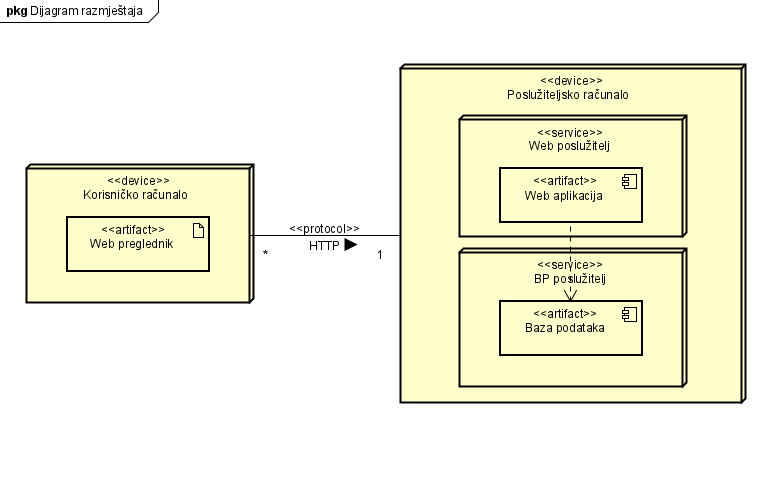 pkg Dijagram razmještaja
<<device>>
Korisničko računalo
<<artifact>>
Web preglednik
<<protocol>>
HTTP
*
1
<<device>>
Poslužiteljsko računalo
<<service>>
Web poslužitelj
<<artifact>>
Web aplikacija
<<service>>
BP poslužitelj
<<artifact>>
Baza podataka